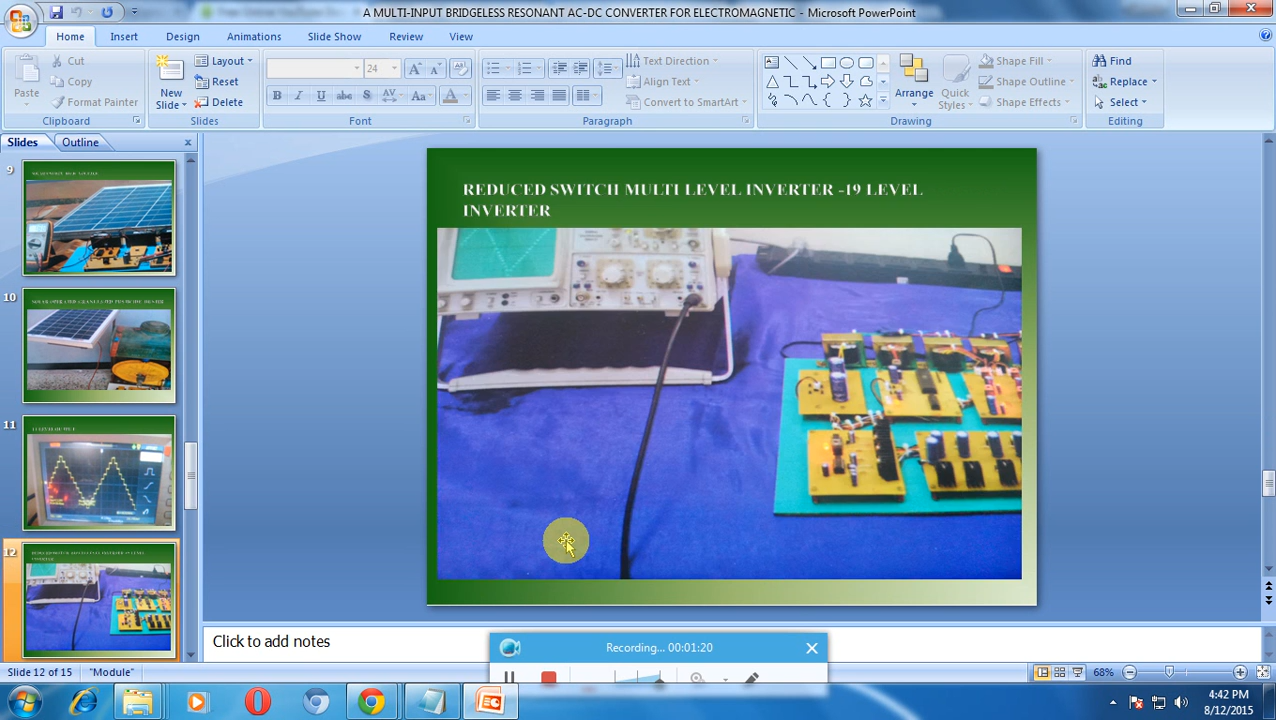 A MULTI-INPUT BRIDGELESS RESONANT AC-DC CONVERTER FOR ELECTROMAGNETIC - Microsoft PowerPoint
Home Insert Design Animations Slide Show Review View
Paste
Cut
Copy
Format Painter
Clipboard
New Slide
Layout
Reset
Delete
Slides
24
B I U abe S AV Aa A
Font
Text Direction
Align Text
Convert to SmartArt
Paragraph
Arrange
Quick Styles
Shape Fill
Shape Outline
Shape Effects
Drawing
Find
Replace
Select
Editing
Slides Outline
9
10
11
12
REDUCED SWITCH MULTI LEVEL INVERTER -19 LEVEL
INVERTER
Click to add notes
Recording... 00:01:20
Slide 12 of 15 "Module" 68%
4:42 PM
8/12/2015